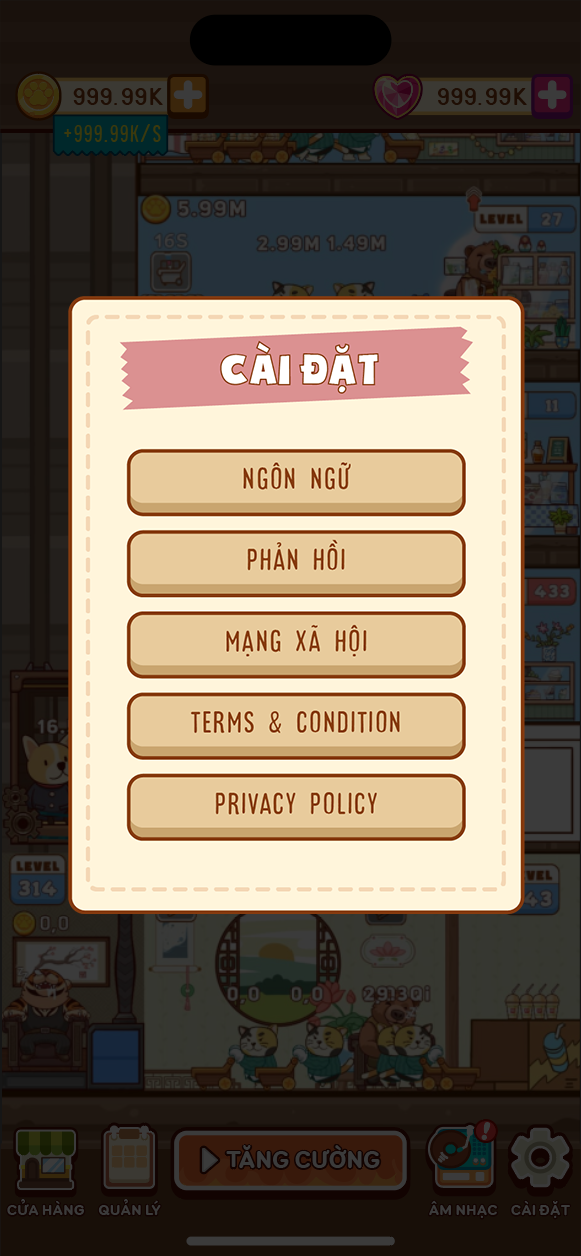 999.99K
999.99K
+999.99K/S
5.99M
LEVEL 27
16S
2.99M 1.49M
CÀI ĐẶT
11
NGÔN NGỮ
PHẢN HỒI
433
MẠNG XÃ HỘI
TERMS & CONDITION
PRIVACY POLICY
LEVEL
314
43
0,0
0,0 0,0
TĂNG CƯỜNG
CỬA HÀNG QUẢN LÝ ÂM NHẠC CÀI ĐẶT